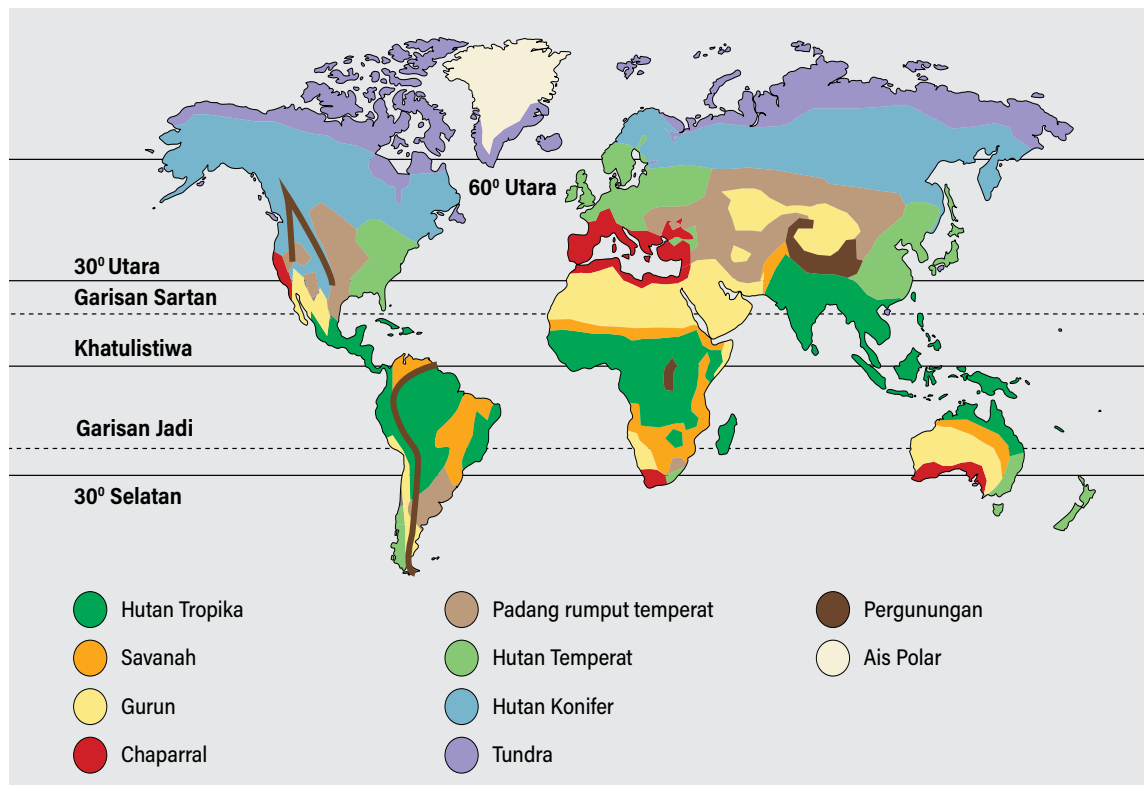 60⁰ Utara
30⁰ Utara
Garisan Sartan
Khatulistiwa
Garisan Jadi
30⁰ Selatan
Hutan Tropika
Savanah
Gurun
Chaparral
Padang rumput temperat
Hutan Temperat
Hutan Konifer
Tundra
Pergunungan
Ais Polar